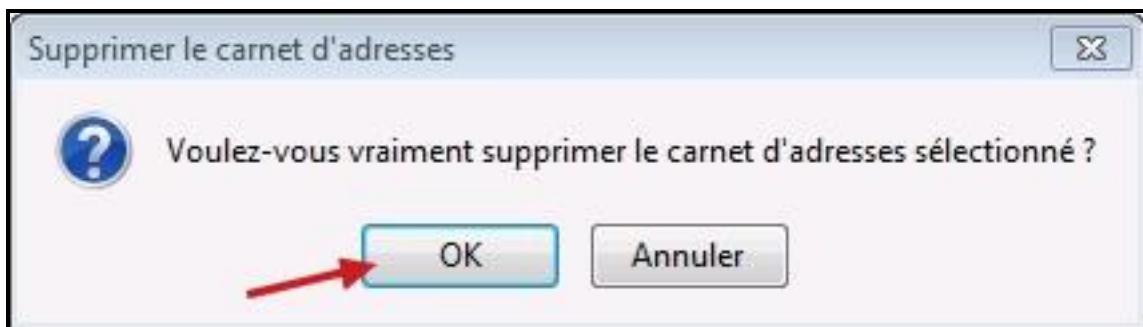 Supprimer le carnet d'adresses
Voulez-vous vraiment supprimer le carnet d'adresses sélectionné ?
OK
Annuler